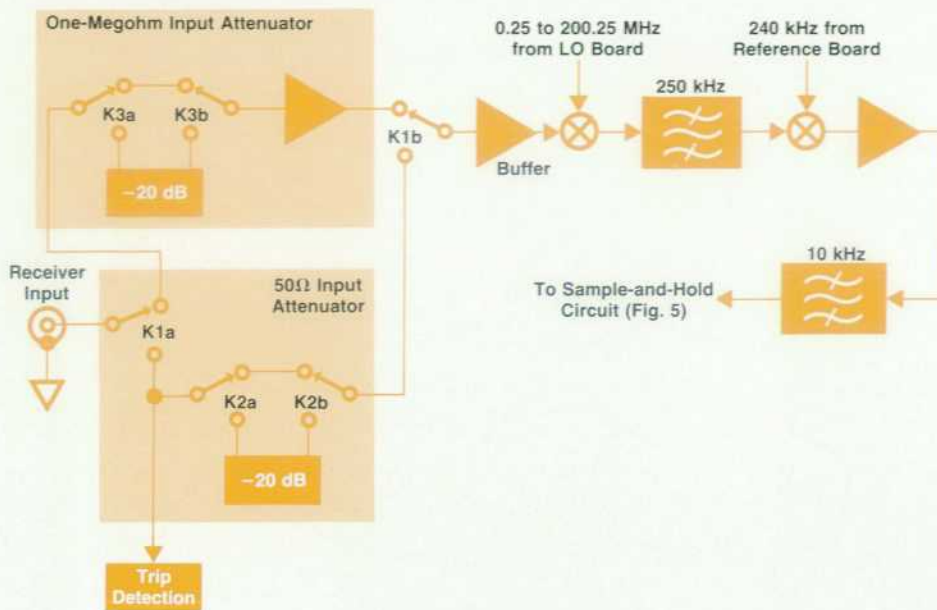 One-Megohm Input Attenuator
0.25 to 200.25 MHz
from LO Board
240 kHz from
Reference Board
K3a
K3b
−20 dB
K1b
Buffer
250 kHz
Receiver
Input
50Ω Input
Attenuator
K1a
K2a
K2b
−20 dB
Trip
Detection
10 kHz
To Sample-and-Hold
Circuit (Fig. 5)